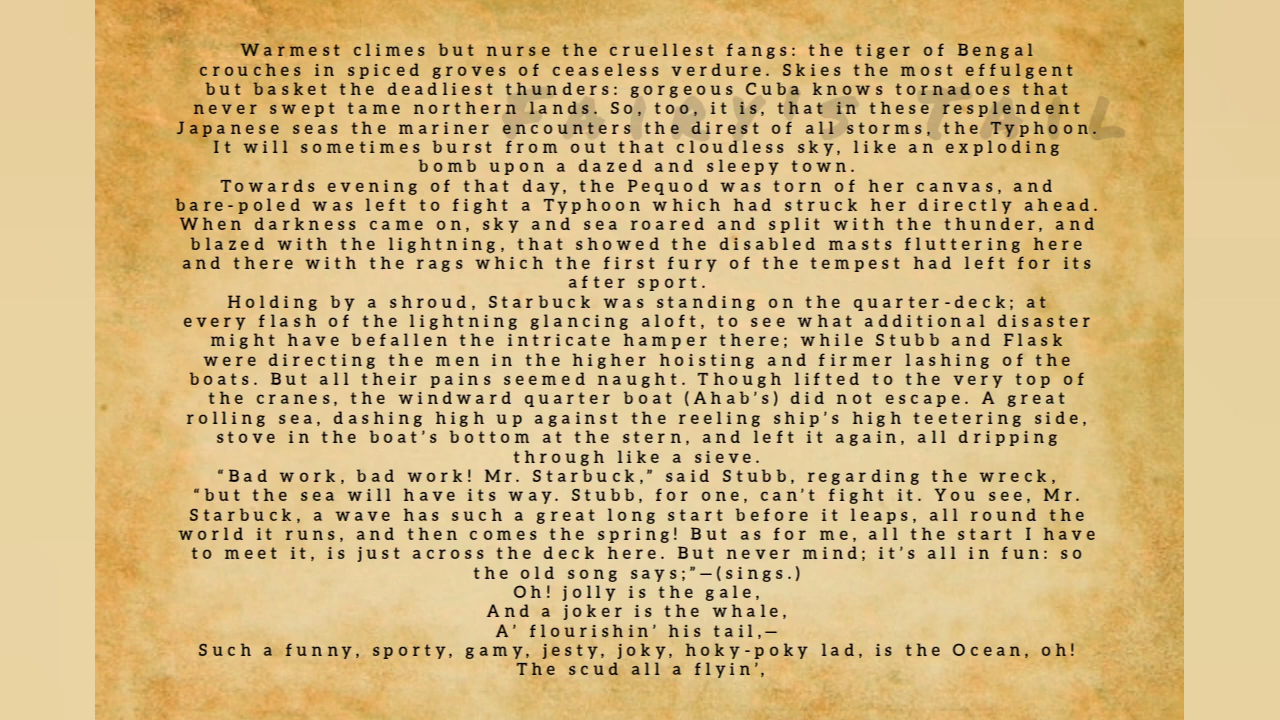 Warmest climes but nurse the cruellest fangs: the tiger of Bengal
crouches in spiced groves of ceaseless verdure. Skies the most effulgent
but basket the deadliest thunders: gorgeous Cuba knows tornadoes that
never swept tame northern lands. So, too, it is, that in these resplendent
Japanese seas the mariner encounters the direst of all storms, the Typhoon.
It will sometimes burst from out that cloudless sky, like an exploding
bomb upon a dazed and sleepy town.
Towards evening of that day, the Pequod was torn of her canvas, and
bare-poled was left to fight a Typhoon which had struck her directly ahead.
When darkness came on, sky and sea roared and split with the thunder, and
blazed with the lightning, that showed the disabled masts fluttering here
and there with the rags which the first fury of the tempest had left for its
after sport.
Holding by a shroud, Starbuck was standing on the quarter-deck; at
every flash of the lightning glancing aloft, to see what additional disaster
might have befallen the intricate hamper there; while Stubb and Flask
were directing the men in the higher hoisting and firmer lashing of the
boats. But all their pains seemed naught. Though lifted to the very top of
the cranes, the windward quarter boat (Ahab’s) did not escape. A great
rolling sea, dashing high up against the reeling ship’s high teetering side,
stove in the boat’s bottom at the stern, and left it again, all dripping
through like a sieve.
“Bad work, bad work! Mr. Starbuck,” said Stubb, regarding the wreck,
“but the sea will have its way. Stubb, for one, can’t fight it. You see, Mr.
Starbuck, a wave has such a great long start before it leaps, all round the
world it runs, and then comes the spring! But as for me, all the start I have
to meet it, is just across the deck here. But never mind; it’s all in fun: so
the old song says;”—(sings.)
Oh! jolly is the gale,
And a joker is the whale,
A’ flourishin’ his tail,—
Such a funny, sporty, gamy, jesty, joky, hoky-poky lad, is the Ocean, oh!
The scud all a flyin’,
FAIRY'S TAIL